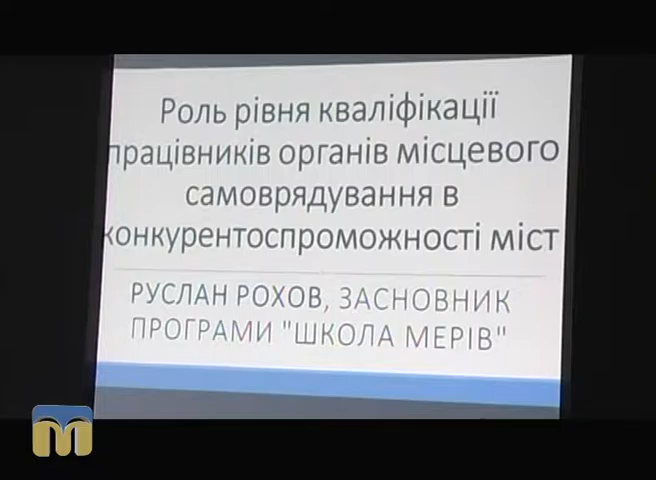 Роль рівня кваліфікації
працівників органів місцевого
самоврядування в
конкурентоспроможності міст
РУСЛАН РОХОВ, ЗАСНОВНИК
ПРОГРАМИ "ШКОЛА МЕРІВ"